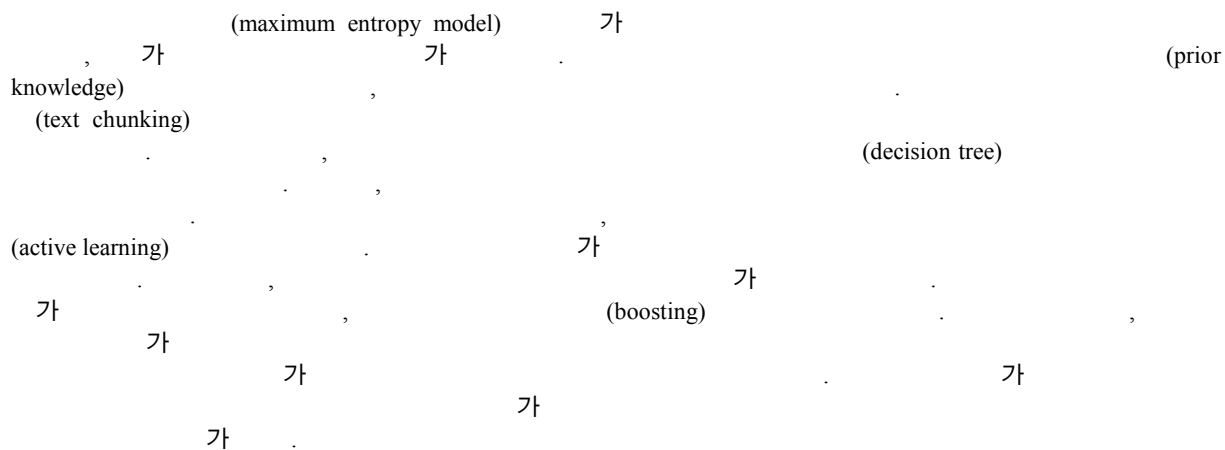 (maximum entropy model) 가
, 가 가 . (prior
knowledge) , .
(text chunking)
. , (decision tree)
. ,
. ,
(active learning) . 가
. , 가 .
가 , (boosting) . ,
가
가 . 가
가
가 .